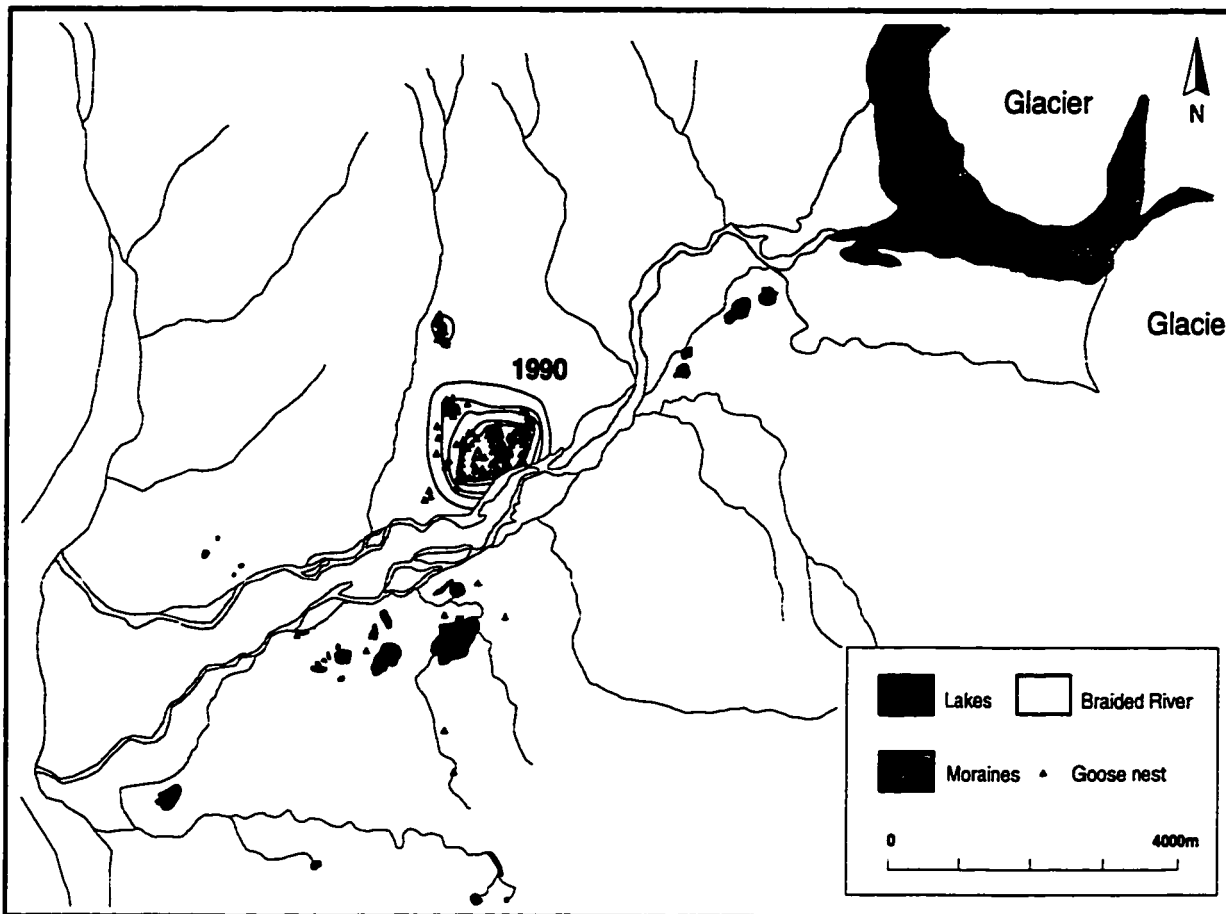 Glacier
N
Glacie
1990
Lakes
Braided River
Moraines
Goose nest
0
4000m